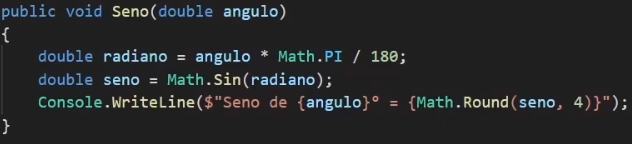 public void Seno(double angulo)
{
    double radiano = angulo * Math.PI / 180;
    double seno = Math.Sin(radiano);
    Console.WriteLine($"Seno de {angulo}º = {Math.Round(seno, 4)}");
}